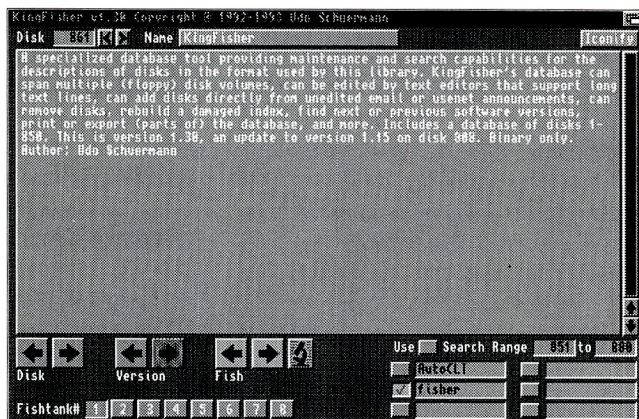 KingFisher v1.30 Copyright © 1992-1993 Udo Schuermann
Disk 861 Name KingFisher Iconify
A specialized database tool providing maintenance and search capabilities for the
descriptions of disks in the format used by this library. KingFisher's database can
span multiple (floppy) disk volumes, can be edited by text editors that support long
text lines, can add disks directly from unedited email or usenet announcements, can
remove disks, rebuild a damaged index, find next or previous software versions,
print or export (parts of) the database, and more. Includes a database of disks 1-
850. This is version 1.30, an update to version 1.15 on disk 808. Binary only.
Author: Udo Schuermann
Use Search Range 851 to 880
Disk Version Fish
Auto(L)
fisher
Fishtank# 1 2 3 4 5 6 7 8